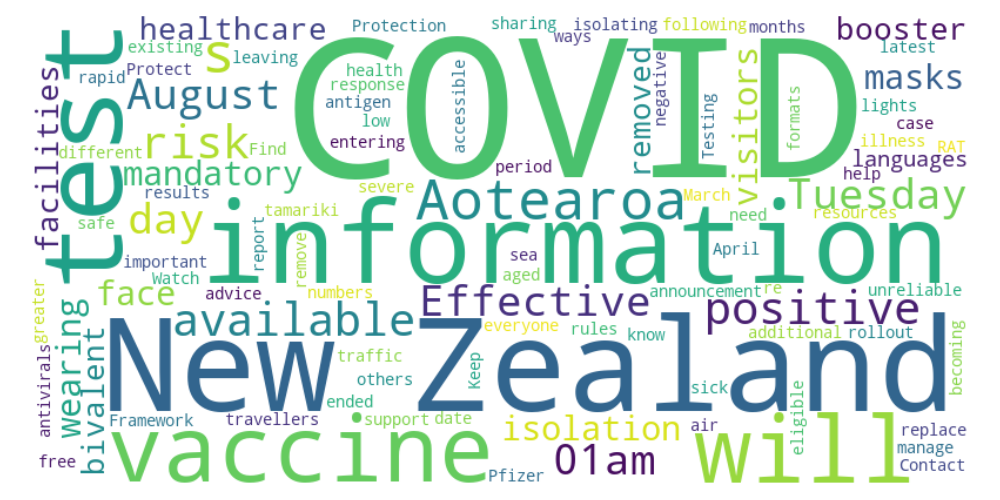 healthcare
Protection
sharing
isolating
following
months
booster
existing
s
leaving
ways
latest
test
COVID
rapid
Protect
health
response
removed
negative
visitors
masks
facilities
August
antigen
accessible
Testing
formats
lights
low
case
risk
Find
entering
illness
RAT
different
mandatory
period
languages
help
results
severe
Aotearoa
March
Tuesday
safe
day
tamariki
information
need
resources
important
report
remove
sea
April
Watch
aged
greater
wearing
face
advice
numbers
Effective
announcement
re
unreliable
positive
available
everyone
rules
know
additional
rollout
becoming
New Zealand
antivirals
bivalent
traffic
others
Keep
sick
ended
Framework
travellers
support
date
vaccine
isolation
air
eligible
will
replace
manage
free
Pfizer
01am
Contact